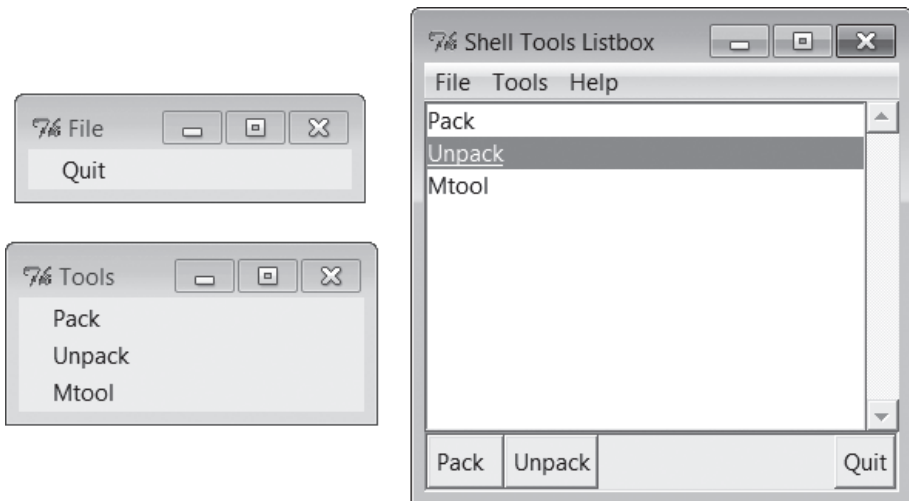 File
Quit
Tools
Pack
Unpack
Mtool
Shell Tools Listbox
File Tools Help
Pack
Unpack
Mtool
Pack Unpack Quit